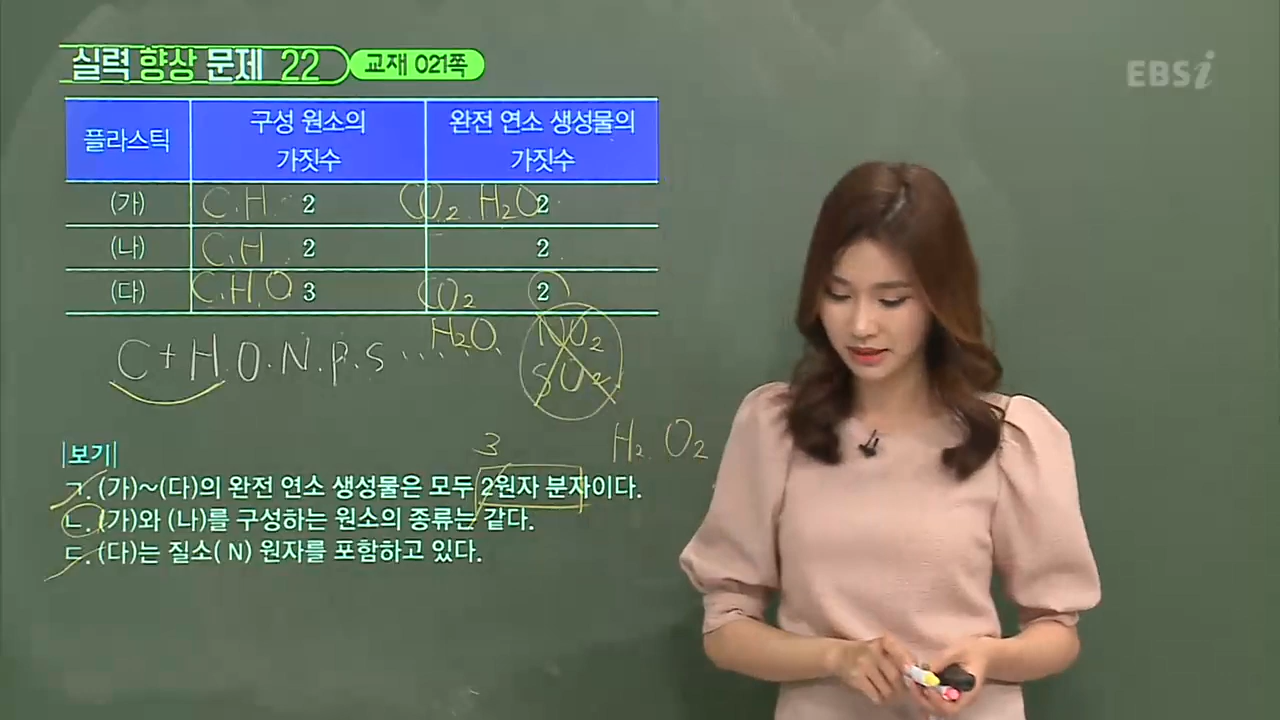 실력 향상 문제 22 교재 021쪽
EBSi
플라스틱 구성 원소의 가짓수 완전 연소 생성물의 가짓수
(가) C.H. 2 CO2 H2O 2
(나) C.H 2 2
(다) C.H.O 3 CO2 2
H2O NO2
C+H.O.N.P.S...... SO2
H2 O2
3
|보기|
ㄱ. (가)~(다)의 완전 연소 생성물은 모두 2원자 분자이다.
ㄴ. (가)와 (나)를 구성하는 원소의 종류는 같다.
ㄷ. (다)는 질소( N) 원자를 포함하고 있다.